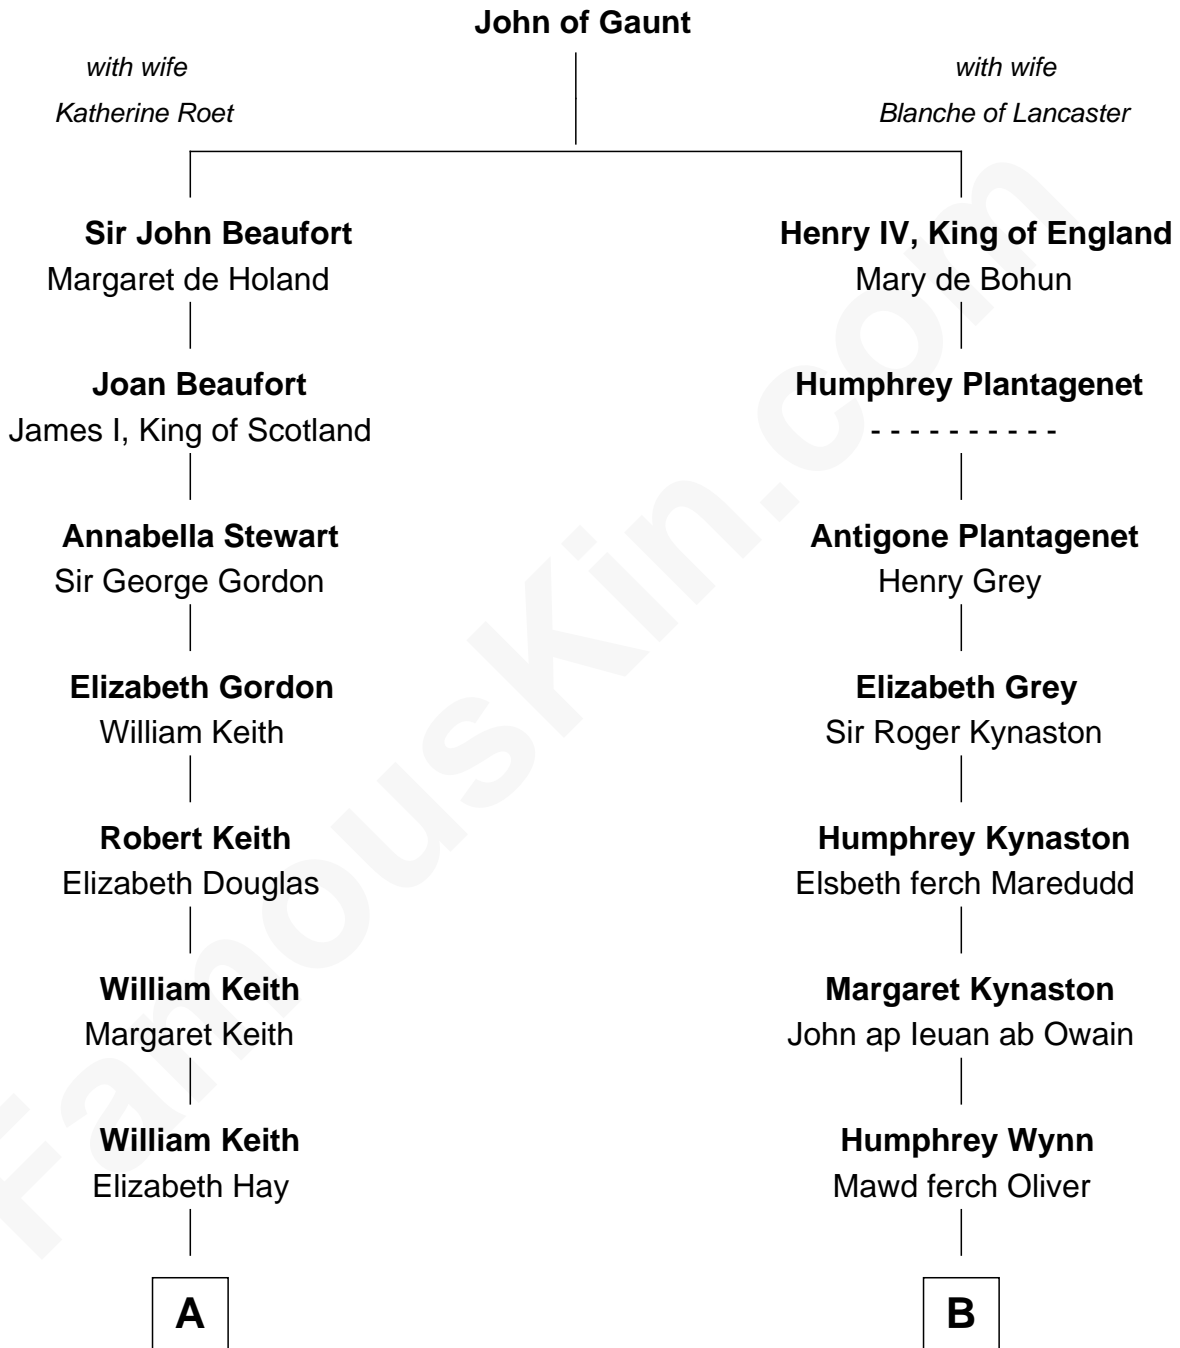 John of Gaunt
with wife
Katherine Roet
with wife
Blanche of Lancaster
Sir John Beaufort
Margaret de Holand
Henry IV, King of England
Mary de Bohun
Joan Beaufort
James I, King of Scotland
Humphrey Plantagenet
- - - - - - - - - -
Annabella Stewart
Sir George Gordon
Antigone Plantagenet
Henry Grey
Elizabeth Gordon
William Keith
Elizabeth Grey
Sir Roger Kynaston
Robert Keith
Elizabeth Douglas
Humphrey Kynaston
Elsbeth ferch Maredudd
William Keith
Margaret Keith
Margaret Kynaston
John ap Ieuan ab Owain
William Keith
Elizabeth Hay
Humphrey Wynn
Mawd ferch Oliver
A
B
FamousKin.com